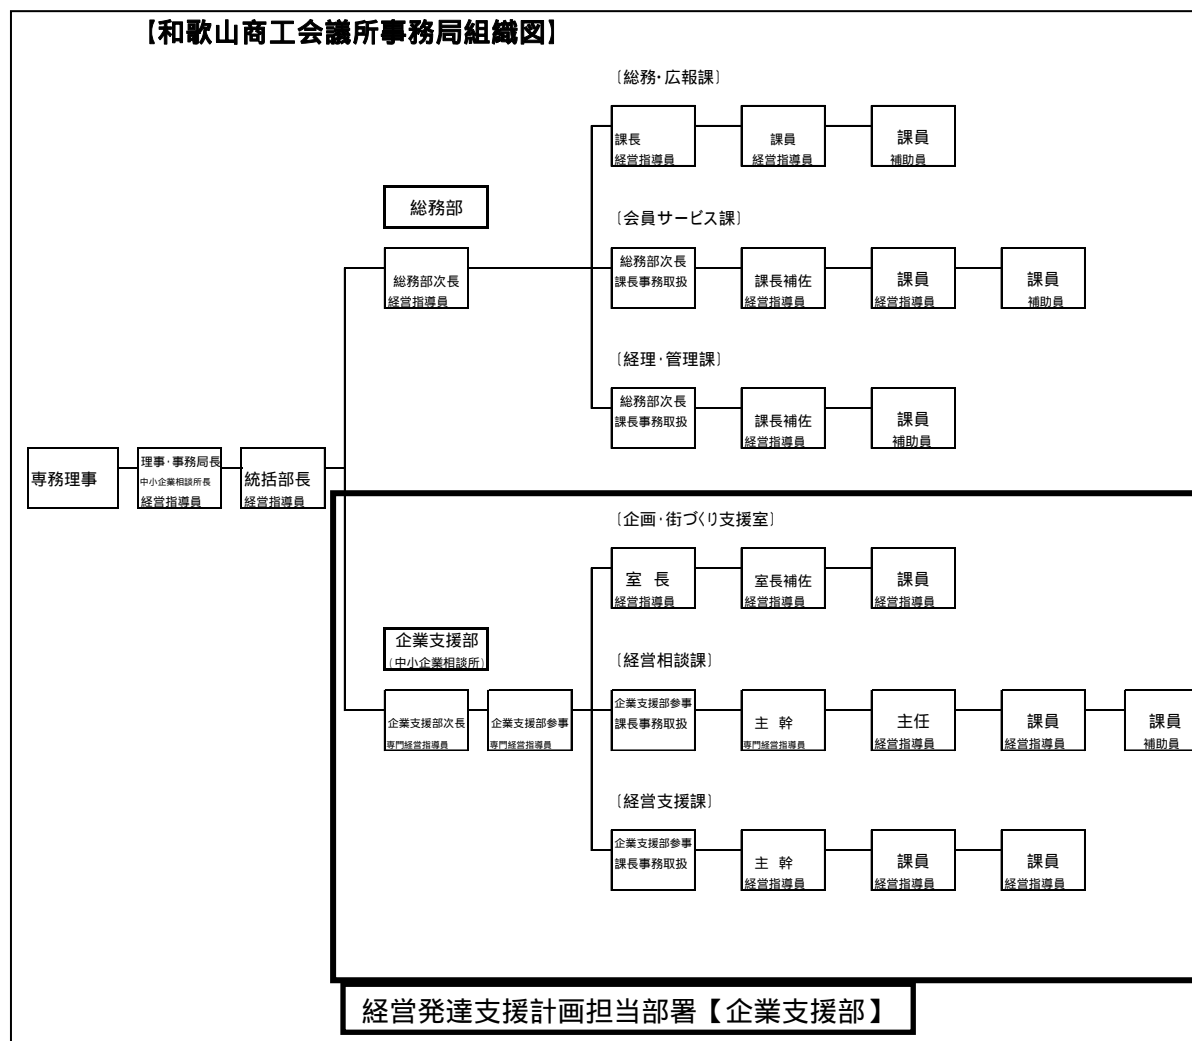 【和歌山商工会議所事務局組織図】
〔総務・広報課〕
課長
経営指導員
課員
経営指導員
課員
補助員
総務部
〔会員サービス課〕
総務部次長
経営指導員
総務部次長
課長事務取扱
課長補佐
経営指導員
課員
経営指導員
課員
補助員
〔経理・管理課〕
総務部次長
課長事務取扱
課長補佐
経営指導員
課員
補助員
専務理事
理事・事務局長
中小企業相談所長
経営指導員
統括部長
経営指導員
〔企画・街づくり支援室〕
室 長
経営指導員
室長補佐
経営指導員
課員
経営指導員
企業支援部
(中小企業相談所)
〔経営相談課〕
企業支援部次長
専門経営指導員
企業支援部参事
専門経営指導員
企業支援部参事
課長事務取扱
主 幹
専門経営指導員
主任
経営指導員
課員
経営指導員
課員
補助員
〔経営支援課〕
企業支援部参事
課長事務取扱
主 幹
経営指導員
課員
経営指導員
課員
経営指導員
経営発達支援計画担当部署【企業支援部】